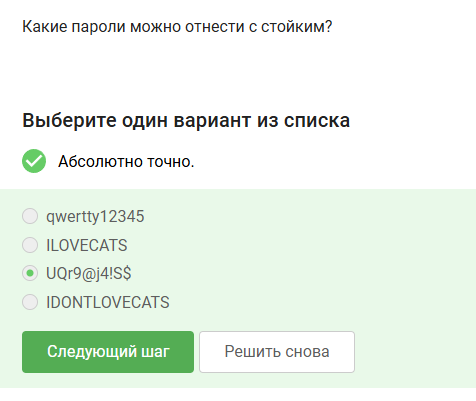 Какие пароли можно отнести с стойким?
Выберите один вариант из списка
Абсолютно точно.
qwertty12345
ILOVECATS
UQr9@j4!S$
IDONTLOVECATS
Следующий шаг
Решить снова